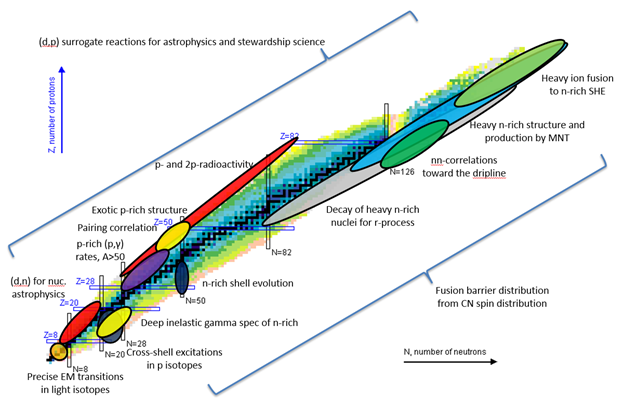 (d,p) surrogate reactions for astrophysics and stewardship science
Z, number of protons
Heavy ion fusion
to n-rich SHE
Heavy n-rich structure and
production by MNT
Z=82
p- and 2p-radioactivity
nn-correlations
toward the dripline
N=126
Exotic p-rich structure
Decay of heavy n-rich
nuclei for r-process
Pairing correlation
Z=50
p-rich (p,γ)
rates, A>50
N=82
(d,n) for nuc.
astrophysics
Z=28
n-rich shell evolution
Fusion barrier distribution
from CN spin distribution
N=50
Z=20
Deep inelastic gamma spec of n-rich
Z=8
N=28
N=20
Cross-shell excitations
in p isotopes
N, number of neutrons
N=8
Precise EM transitions
in light isotopes